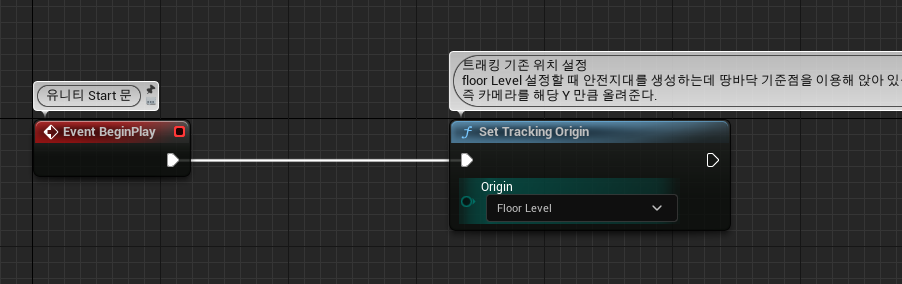 트래킹 기존 위치 설정
floor Level 설정할 때 안전지대를 생성하는데 땅바닥 기준점을 이용해 앉아 있
즉 카메라를 해당 Y 만큼 올려준다.
유니티 Start 문
Event BeginPlay
Set Tracking Origin
Origin
Floor Level